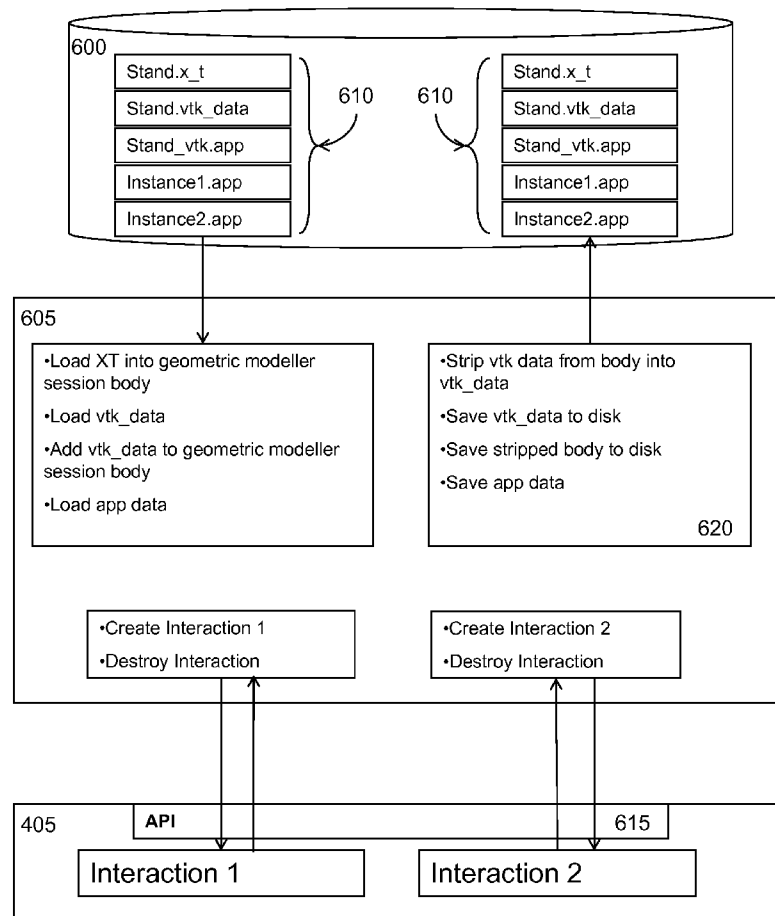 600
Stand.x_t
Stand.vtk_data
Stand_vtk.app
Instance1.app
Instance2.app
610
610
Stand.x_t
Stand.vtk_data
Stand_vtk.app
Instance1.app
Instance2.app
605
•Load XT into geometric modeller
session body
•Load vtk_data
•Add vtk_data to geometric modeller
session body
•Load app data
•Strip vtk data from body into
vtk_data
•Save vtk_data to disk
•Save stripped body to disk
•Save app data
620
•Create Interaction 1
•Destroy Interaction
•Create Interaction 2
•Destroy Interaction
405
API
615
Interaction 1
Interaction 2